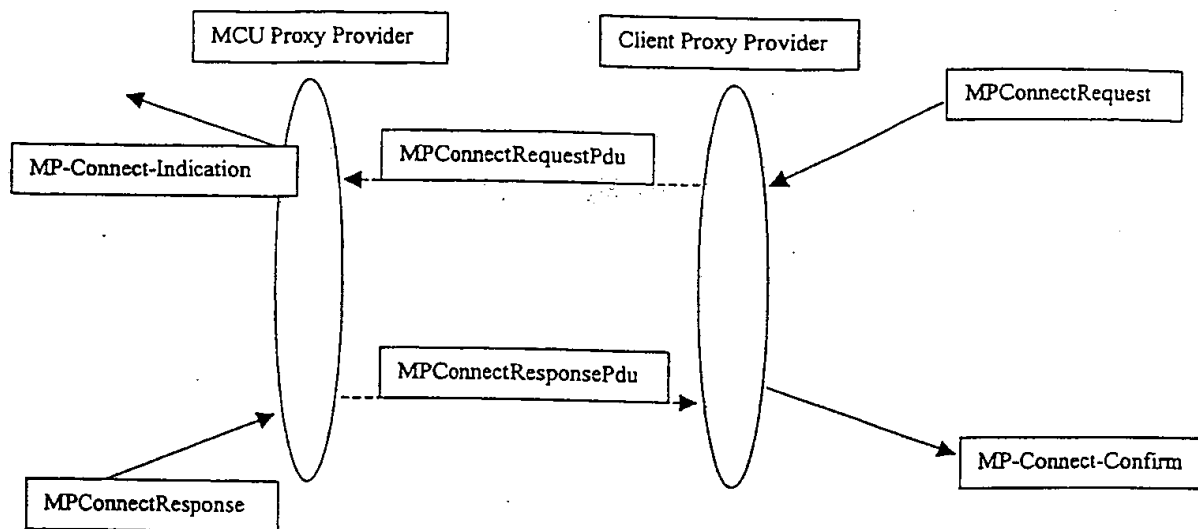 MCU Proxy Provider
Client Proxy Provider
MPConnectRequest
MPConnectRequestPdu
MP-Connect-Indication
MPConnectResponsePdu
MP-Connect-Confirm
MPConnectResponse